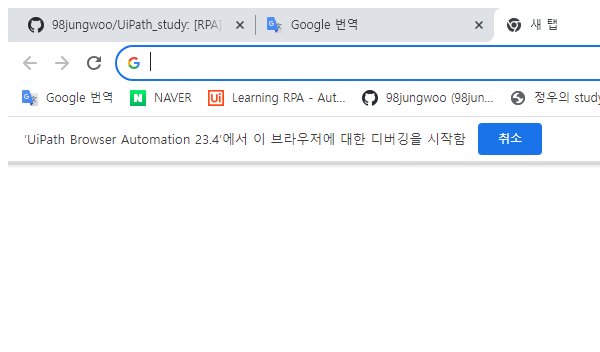 98jungwoo/UiPath_study: [RPA] Google 번역 새 탭
Google 번역 NAVER Learning RPA - Aut... 98jungwoo (98jun... 정우의 study
'UiPath Browser Automation 23.4'에서 이 브라우저에 대한 디버깅을 시작함 취소